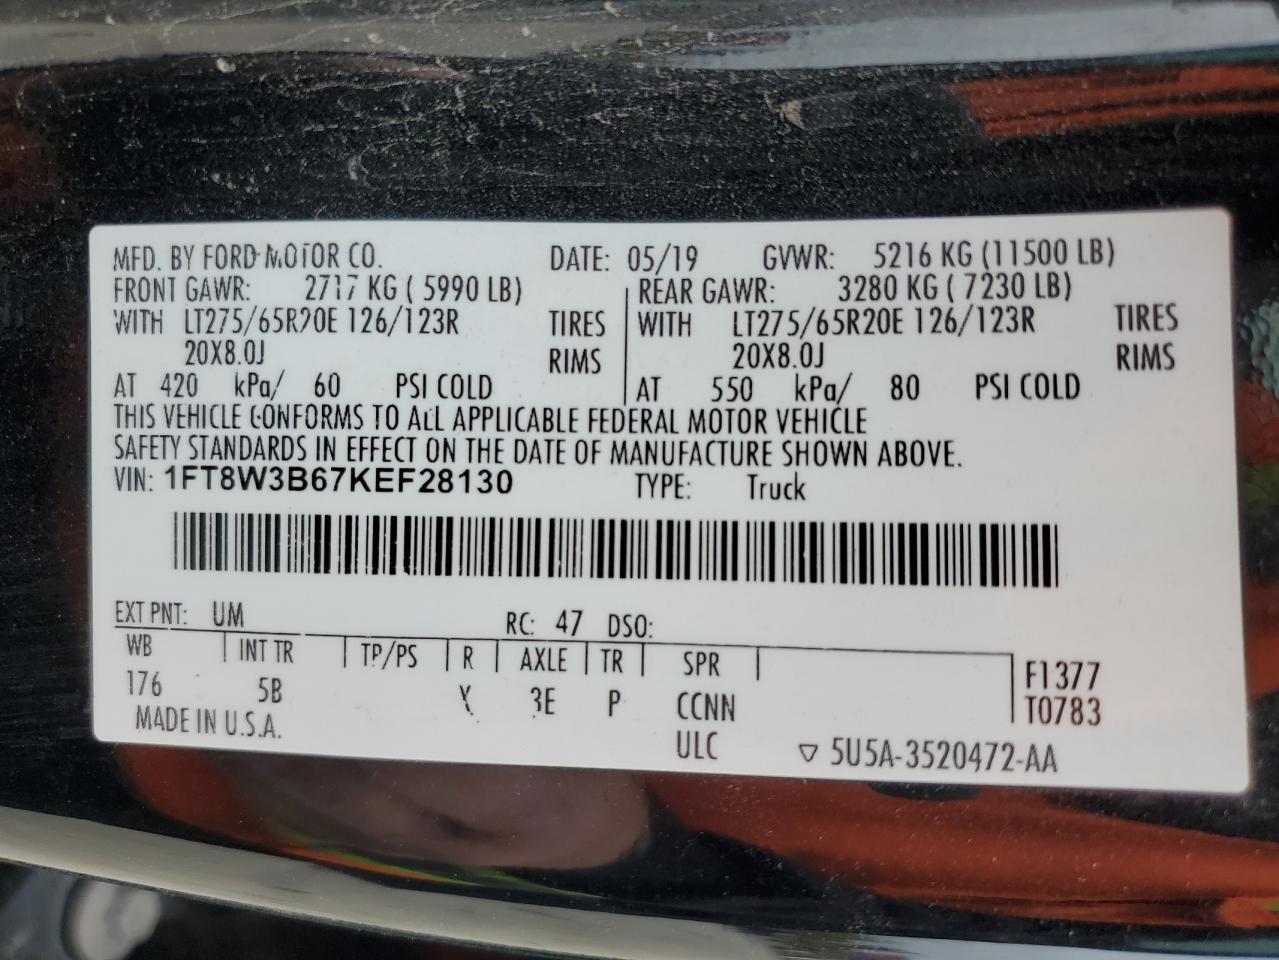 MFD. BY FORD MOTOR CO. DATE: 05/19 GVWR: 5216 KG (11500 LB)
FRONT GAWR: 2717 KG ( 5990 LB) REAR GAWR: 3280 KG ( 7230 LB)
WITH LT275/65R20E 126/123R TIRES WITH LT275/65R20E 126/123R TIRES
20X8.0J RIMS 20X8.0J RIMS
AT 420 kPa/ 60 PSI COLD AT 550 kPa/ 80 PSI COLD
THIS VEHICLE CONFORMS TO ALL APPLICABLE FEDERAL MOTOR VEHICLE
SAFETY STANDARDS IN EFFECT ON THE DATE OF MANUFACTURE SHOWN ABOVE.
VIN: 1FT8W3B67KEF28130 TYPE: Truck
EXT PNT: UM RC: 47 DSO:
WB INT TR TP/PS R AXLE TR SPR F1377
176 5B 3E P CCNN T0783
MADE IN U.S.A. ULC ▽ 5U5A-3520472-AA